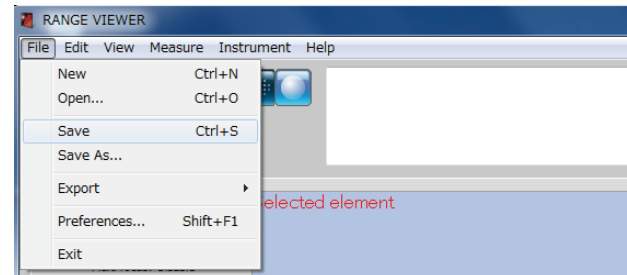 RANGE VIEWER
File Edit View Measure Instrument Help
New Ctrl+N
Open... Ctrl+O
Save Ctrl+S
Save As...
Export
elected element
Preferences... Shift+F1
Exit